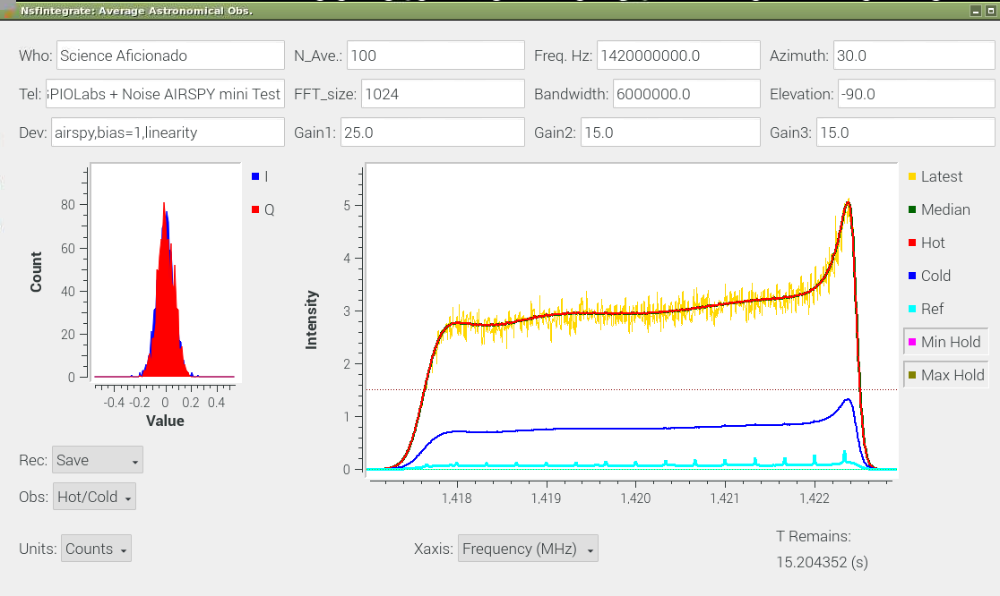 NsfIntegrate: Average Astronomical Obs.
Who: Science Aficionado N_Ave.: 100 Freq. Hz: 1420000000.0 Azimuth: 30.0
Tel: PIOLabs + Noise AIRSPY mini Test FFT_size: 1024 Bandwidth: 6000000.0 Elevation: -90.0
Dev: airspy,bias=1,linearity Gain1: 25.0 Gain2: 15.0 Gain3: 15.0
80
60
40
20
0
Count
-0.4 -0.2 0 0.2 0.4
Value
I
Q
5
4
3
2
1
0
Intensity
1,418 1,419 1,420 1,421 1,422
Latest
Median
Hot
Cold
Ref
Min Hold
Max Hold
Rec: Save
Obs: Hot/Cold
Units: Counts
Xaxis: Frequency (MHz)
T Remains:
15.204352 (s)